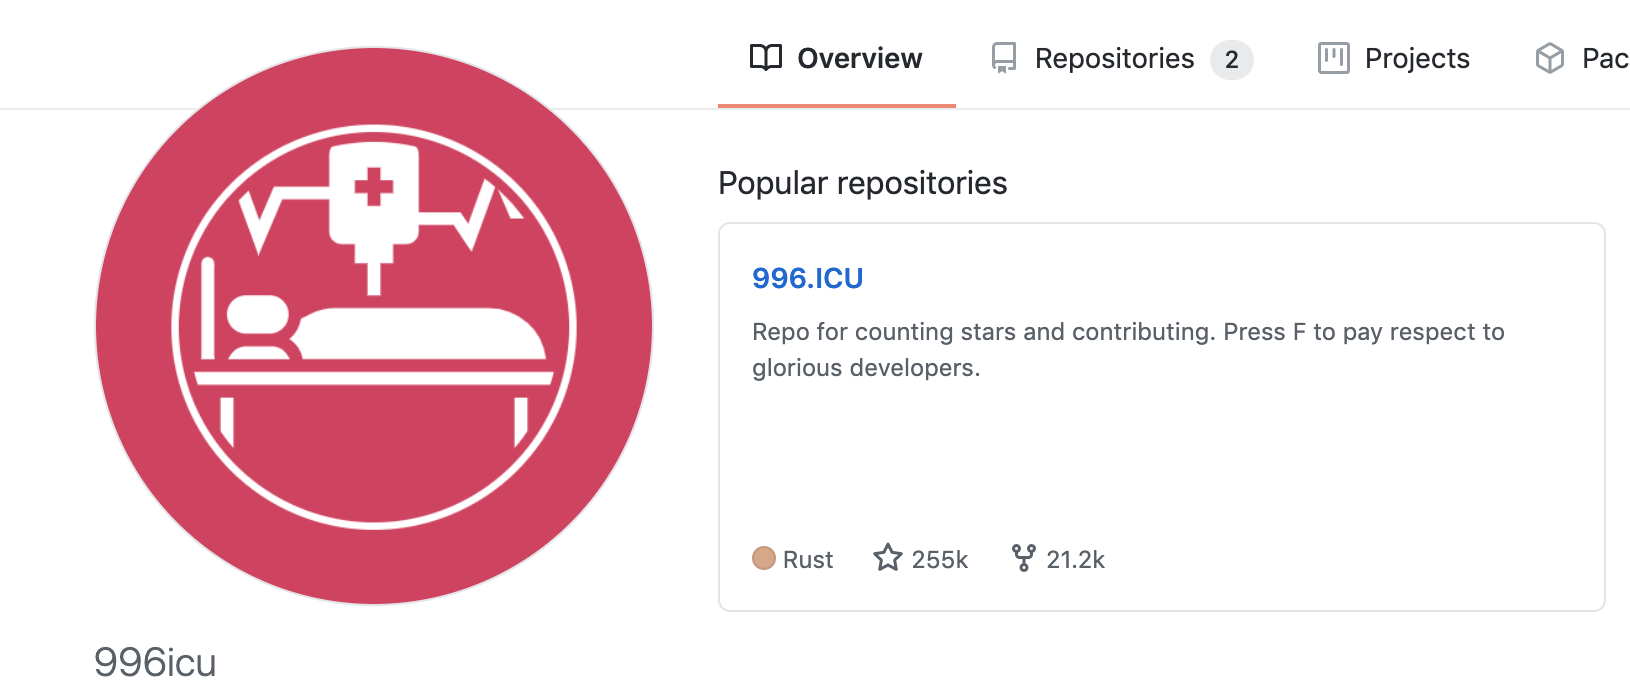 Overview Repositories 2 Projects Pac
Popular repositories
996.ICU
Repo for counting stars and contributing. Press F to pay respect to
glorious developers.
Rust 255k 21.2k
996icu